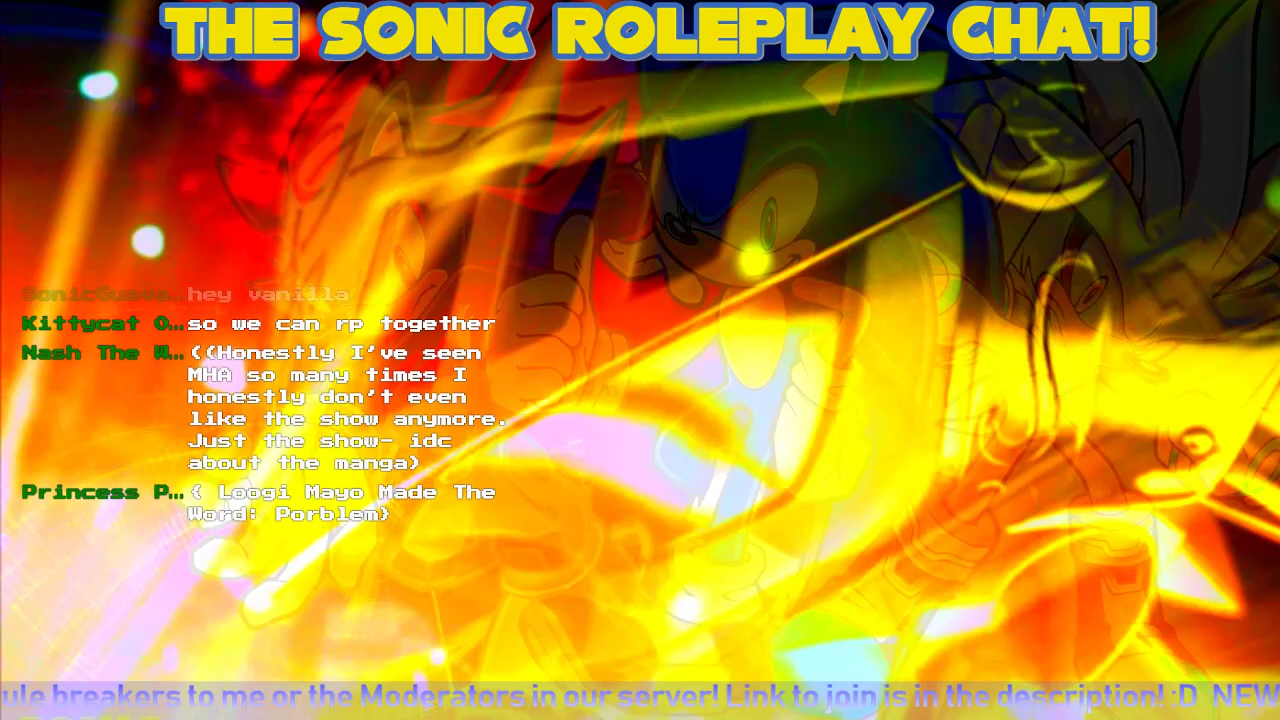 THE SONIC ROLEPLAY CHAT!
SonicGuava… hey vanilla
Kittycat O… so we can rp together
Nash The W… ((Honestly I've seen
MHA so many times I
honestly don't even
like the show anymore.
Just the show- idc
about the manga)
Princess P… { Loogi Mayo Made The
Word: Porblem}
ule breakers to me or the Moderators in our server! Link to join is in the description! :D NEW